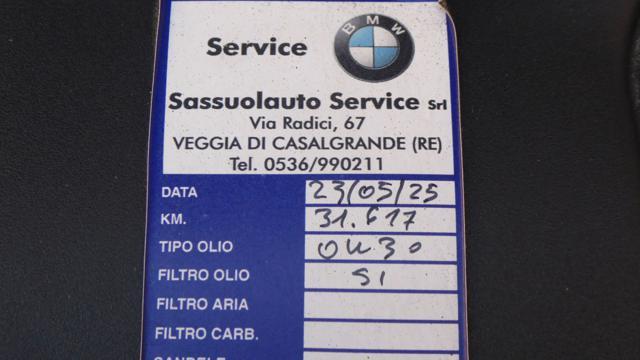 BMW
Service
Sassuolauto Service Srl
Via Radici, 67
VEGGIA DI CASALGRANDE (RE)
Tel. 0536/990211
DATA 23/05/25
KM. 31.617
TIPO OLIO 0W30
FILTRO OLIO SI
FILTRO ARIA
FILTRO CARB.
CANDELE